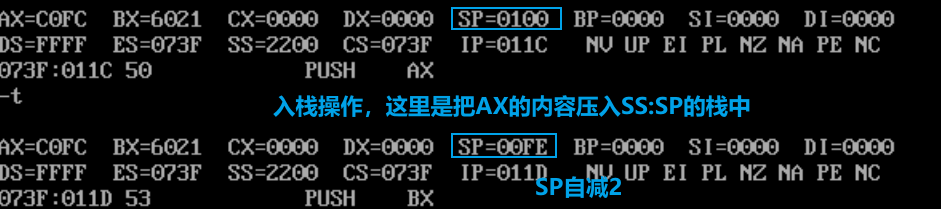 AX=C0FC BX=6021 CX=0000 DX=0000 SP=0100 BP=0000 SI=0000 DI=0000
DS=FFFF ES=073F SS=2200 CS=073F IP=011C NV UP EI PL NZ NA PE NC
073F:011C 50 PUSH AX
-t
入栈操作，这里是把AX的内容压入SS:SP的栈中
AX=C0FC BX=6021 CX=0000 DX=0000 SP=00FE BP=0000 SI=0000 DI=0000
DS=FFFF ES=073F SS=2200 CS=073F IP=011D NV UP EI PL NZ NA PE NC
SP自减2
073F:011D 53 PUSH BX